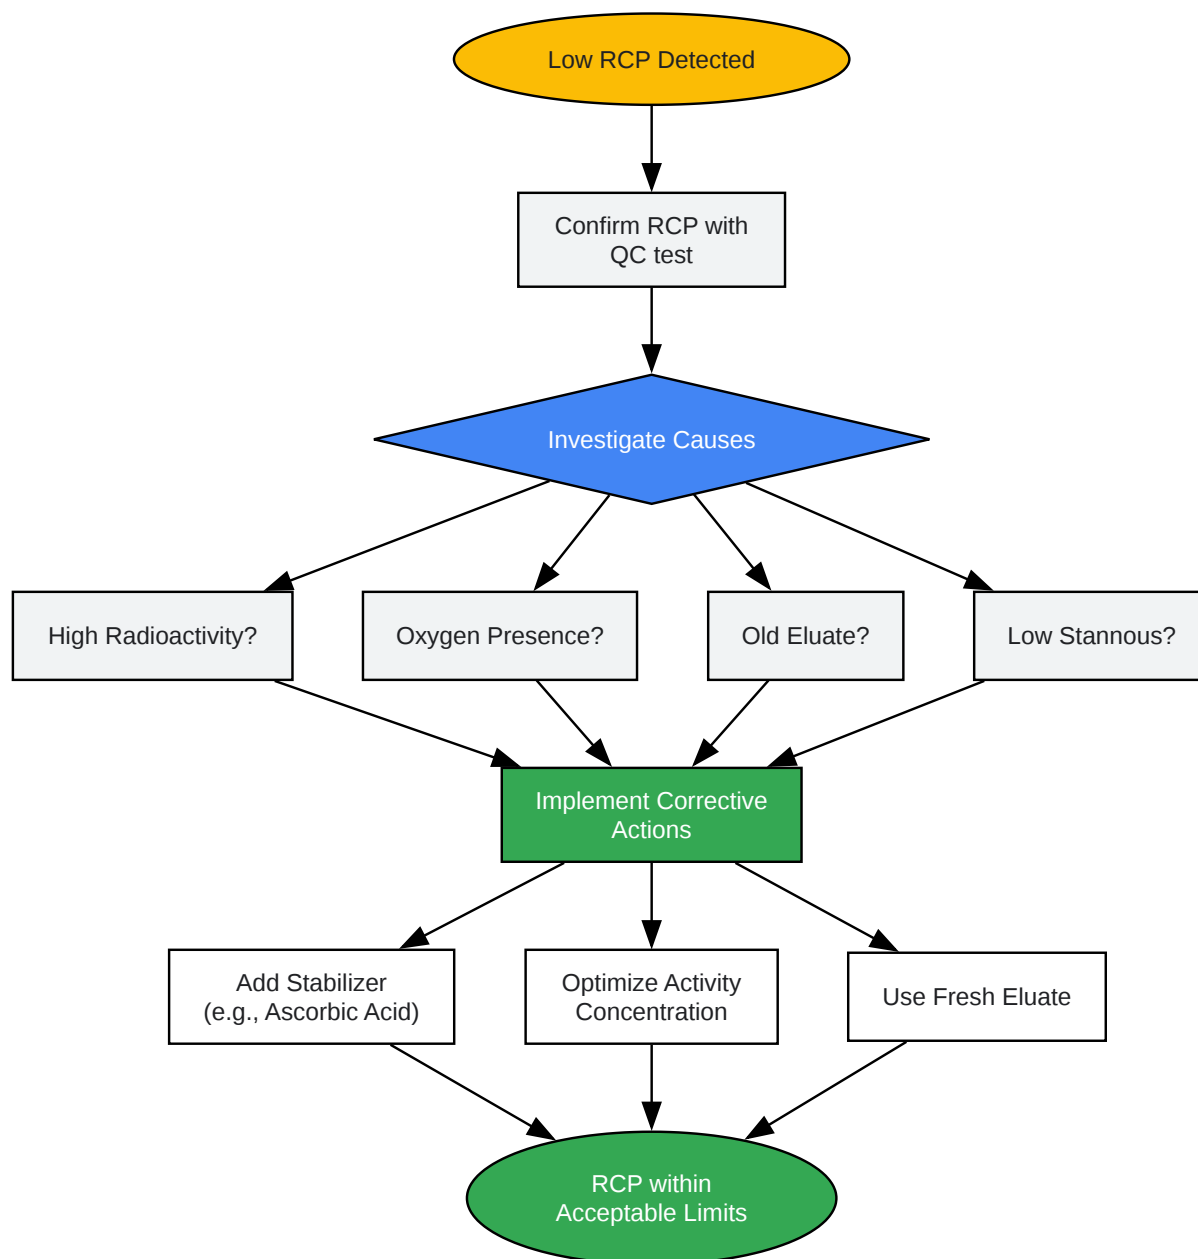 Low RCP Detected
Confirm RCP with
QC test
Investigate Causes
High Radioactivity?
Oxygen Presence?
Old Eluate?
Low Stannous?
Implement Corrective
Actions
Add Stabilizer
(e.g., Ascorbic Acid)
Optimize Activity
Concentration
Use Fresh Eluate
RCP within
Acceptable Limits